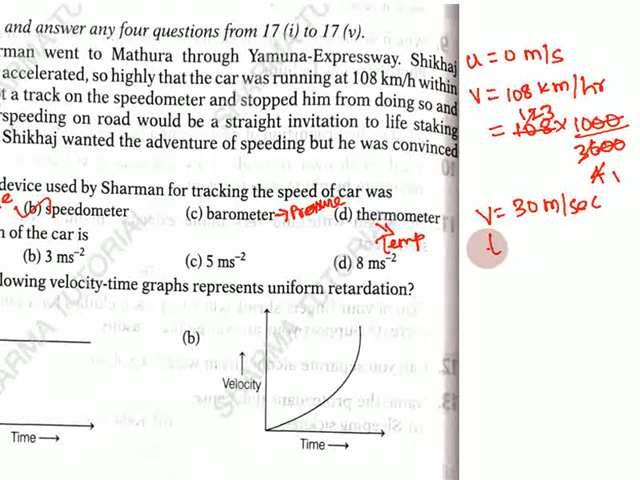 and answer any four questions from 17 (i) to 17 (v).
rman went to Mathura through Yamuna-Expressway. Shikhaj
accelerated, so highly that the car was running at 108 km/h within
t a track on the speedometer and stopped him from doing so and
speeding on road would be a straight invitation to life staking
Shikhaj wanted the adventure of speeding but he was convinced
device used by Sharman for tracking the speed of car was
(b) speedometer (c) barometer → Pressure (d) thermometer
Temp
n of the car is
(b) 3 ms⁻² (c) 5 ms⁻² (d) 8 ms⁻²
lowing velocity-time graphs represents uniform retardation?
(b)
Velocity
Time
Time
u = 0 m/s
v = 108 km/hr
= 108 × 1000
3600
v = 30 m/sec
t
SHARMA TUTORIAL